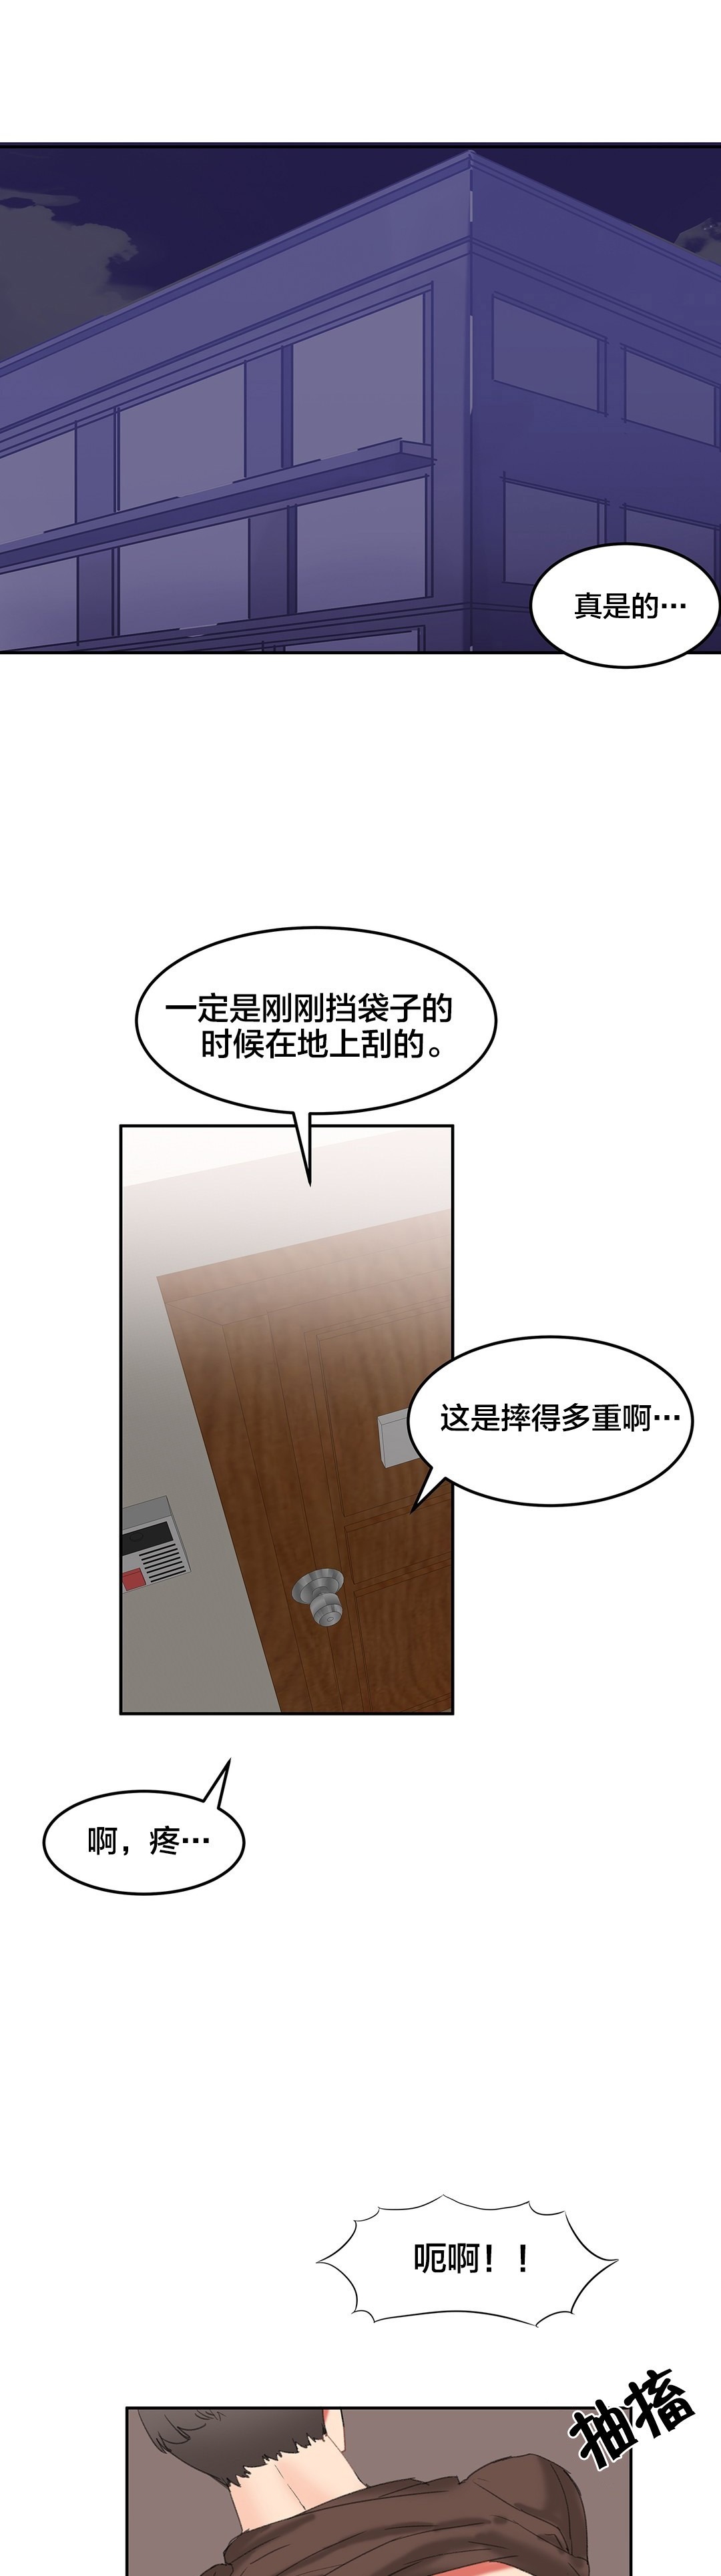 真是的…
一定是刚刚挡袋子的
时候在地上刮的。
这是摔得多重啊…
啊，疼…
呃啊！！
抽搐